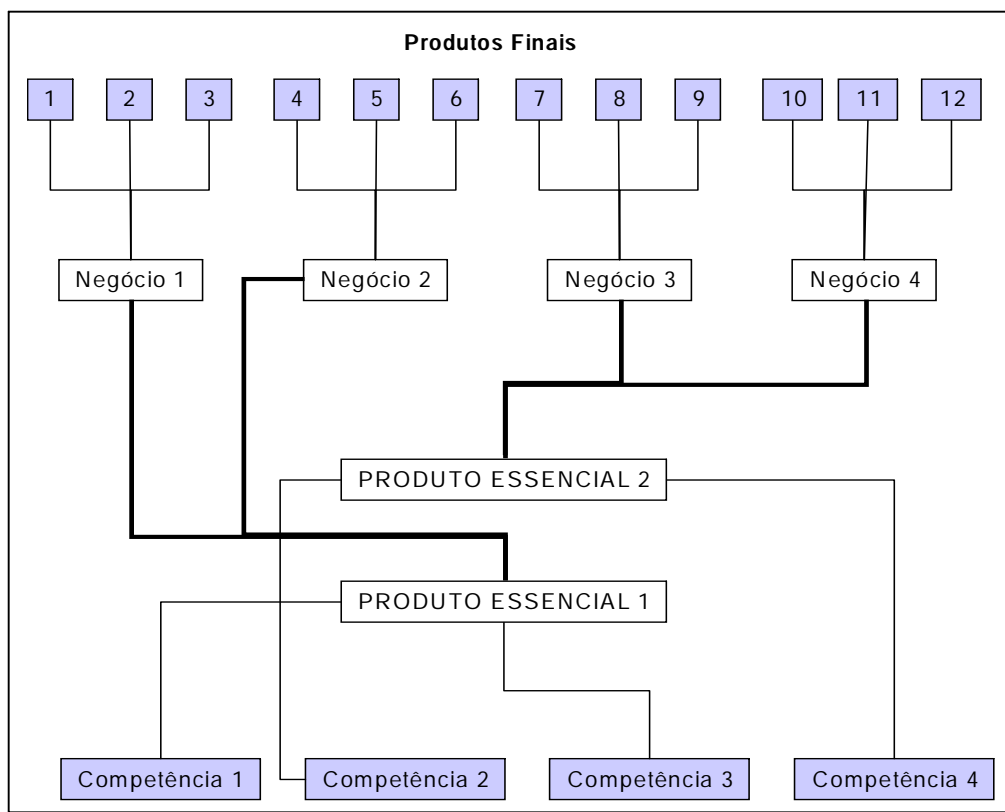 Produtos Finais
1 2 3 4 5 6 7 8 9 10 11 12
Negócio 1 Negócio 2 Negócio 3 Negócio 4
PRODUTO ESSENCIAL 2
PRODUTO ESSENCIAL 1
Competência 1 Competência 2 Competência 3 Competência 4